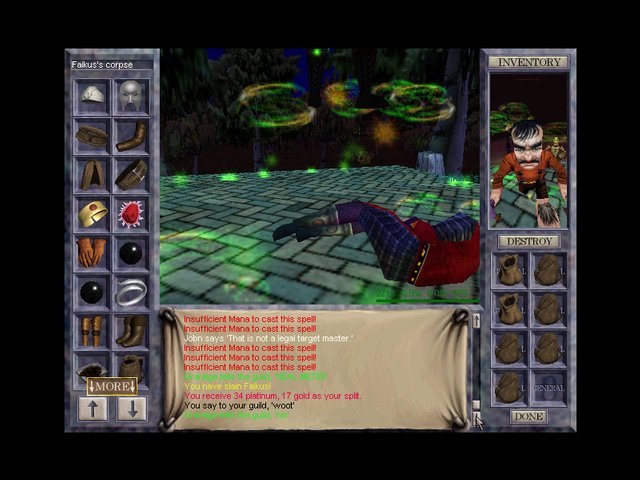 Faikus's corpse
INVENTORY
DESTROY
Insufficient Mana to cast this spell!
Insufficient Mana to cast this spell!
Jobn says 'That is not a legal target master.'
Insufficient Mana to cast this spell!
Insufficient Mana to cast this spell!
Insufficient Mana to cast this spell!
You have slain Faikus!
You receive 34 platinum, 17 gold as your split.
You say to your guild, 'woot'
MORE
GENERAL
DONE